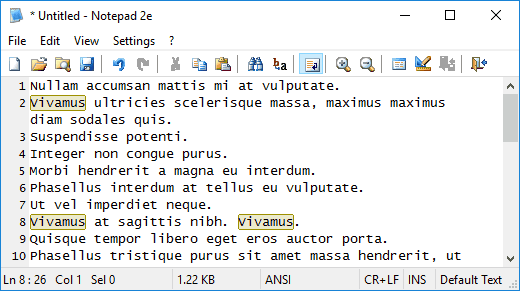 * Untitled - Notepad 2e
File Edit View Settings ?
b.a
1 Nullam accumsan mattis mi at vulputate.
2 Vivamus ultricies scelerisque massa, maximus maximus
diam sodales quis.
3 Suspendisse potenti.
4 Integer non congue purus.
5 Morbi hendrerit a magna eu interdum.
6 Phasellus interdum at tellus eu vulputate.
7 Ut vel imperdiet neque.
8 Vivamus at sagittis nibh. Vivamus.
9 Quisque tempor libero eget eros auctor porta.
10 Phasellus tristique purus sit amet massa hendrerit, ut
Ln 8 : 26 Col 1 Sel 0 1.22 KB ANSI CR+LF INS Default Text